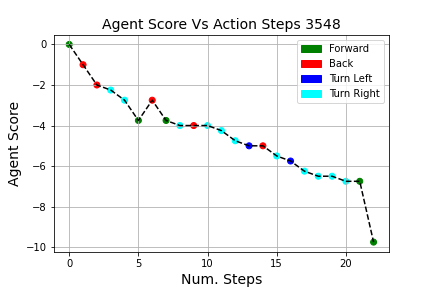 Agent Score Vs Action Steps 3548
Forward
Back
Turn Left
Turn Right
Agent Score
0
−2
−4
−6
−8
−10
0 5 10 15 20
Num. Steps